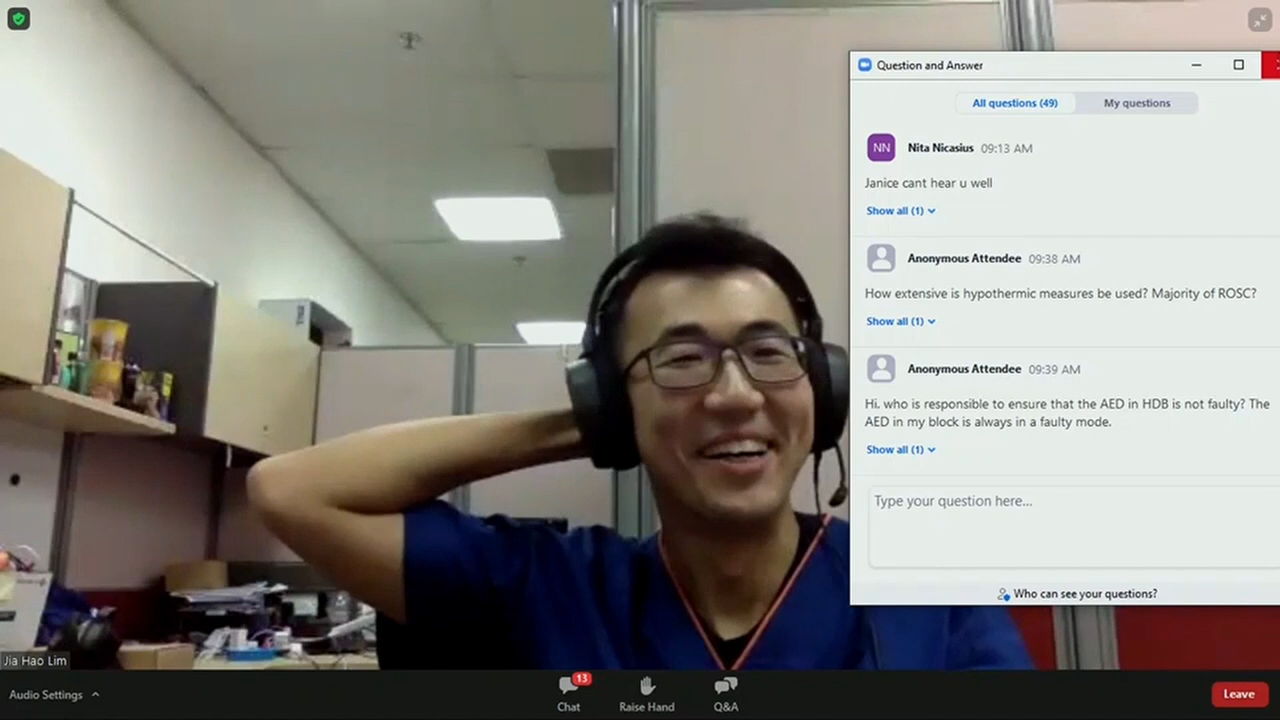 Question and Answer
All questions (49)
My questions
NN
Nita Nicasius 09:13 AM
Janice cant hear u well
Show all (1)
Anonymous Attendee 09:38 AM
How extensive is hypothermic measures be used? Majority of ROSC?
Show all (1)
Anonymous Attendee 09:39 AM
Hi. who is responsible to ensure that the AED in HDB is not faulty? The
AED in my block is always in a faulty mode.
Show all (1)
Type your question here...
Who can see your questions?
Jia Hao Lim
Audio Settings
13
Chat
Raise Hand
Q&A
Leave